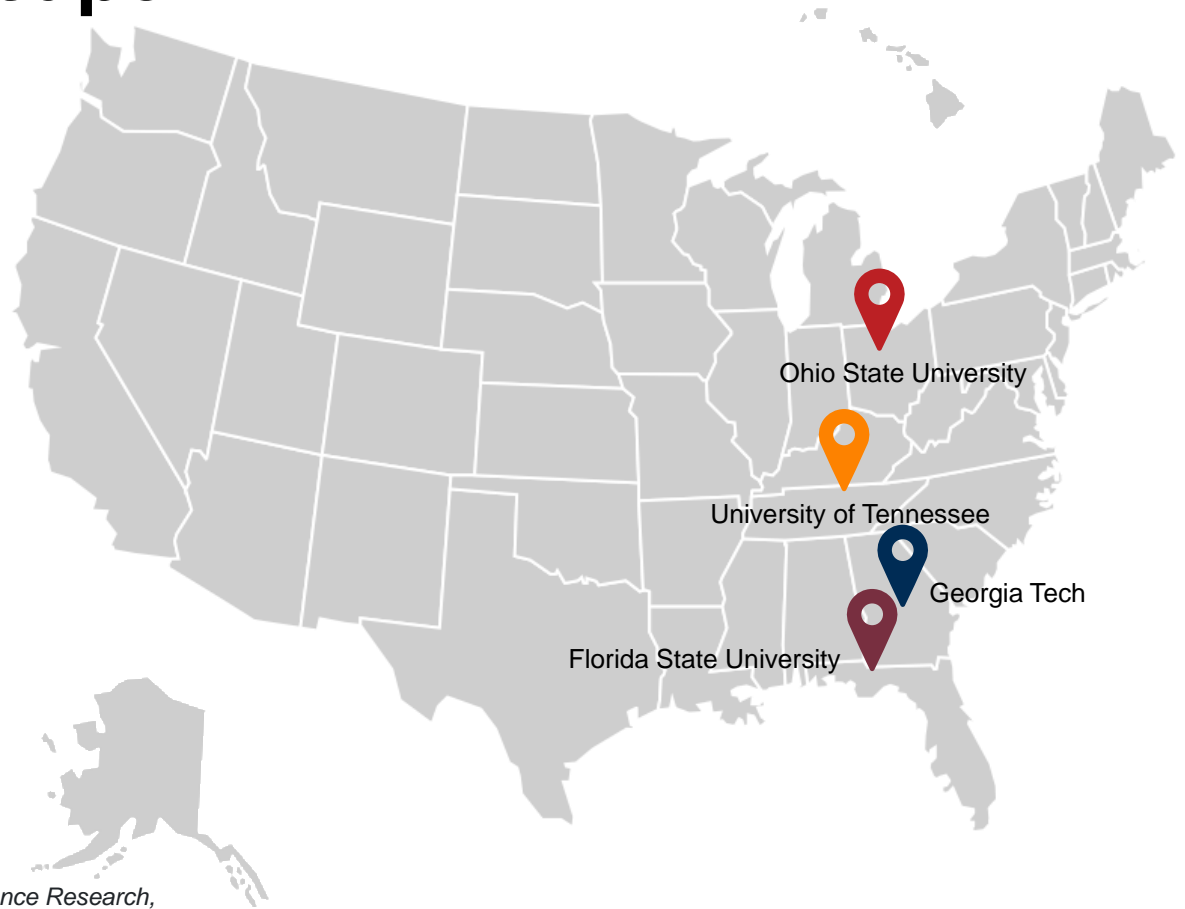 Ohio State University
University of Tennessee
Georgia Tech
Florida State University
nce Research,